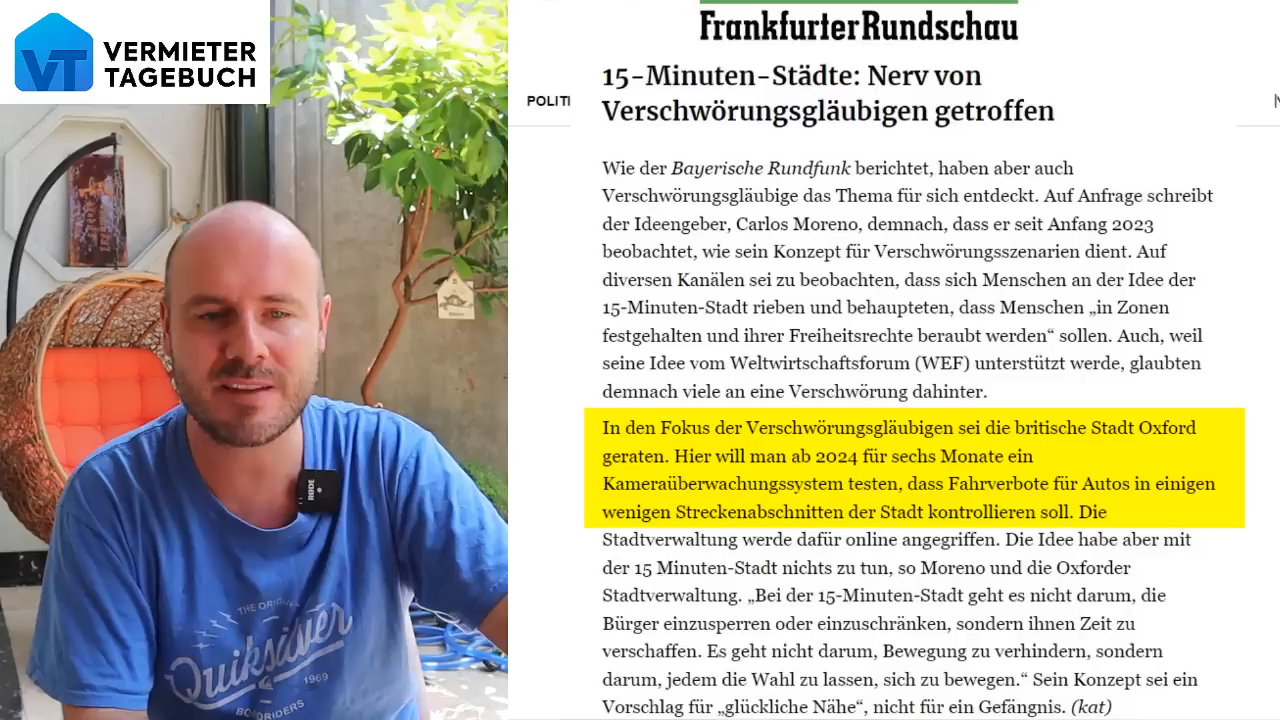 VERMIETER
TAGEBUCH
VT
Frankfurter Rundschau
15-Minuten-Städte: Nerv von
Verschwörungsgläubigen getroffen
POLITI
Wie der Bayerische Rundfunk berichtet, haben aber auch
Verschwörungsgläubige das Thema für sich entdeckt. Auf Anfrage schreibt
der Ideengeber, Carlos Moreno, demnach, dass er seit Anfang 2023
beobachtet, wie sein Konzept für Verschwörungsszenarien dient. Auf
diversen Kanälen sei zu beobachten, dass sich Menschen an der Idee der
15-Minuten-Stadt rieben und behaupteten, dass Menschen „in Zonen
festgehalten und ihrer Freiheitsrechte beraubt werden“ sollen. Auch, weil
seine Idee vom Weltwirtschaftsforum (WEF) unterstützt werde, glaubten
demnach viele an eine Verschwörung dahinter.
In den Fokus der Verschwörungsgläubigen sei die britische Stadt Oxford
geraten. Hier will man ab 2024 für sechs Monate ein
Kameraüberwachungssystem testen, dass Fahrverbote für Autos in einigen
wenigen Streckenabschnitten der Stadt kontrollieren soll. Die
Stadtverwaltung werde dafür online angegriffen. Die Idee habe aber mit
der 15 Minuten-Stadt nichts zu tun, so Moreno und die Oxforder
Stadtverwaltung. „Bei der 15-Minuten-Stadt geht es nicht darum, die
Bürger einzusperren oder einzuschränken, sondern ihnen Zeit zu
verschaffen. Es geht nicht darum, Bewegung zu verhindern, sondern
darum, jedem die Wahl zu lassen, sich zu bewegen.“ Sein Konzept sei ein
Vorschlag für „glückliche Nähe“, nicht für ein Gefängnis. (kat)
RØDE
THE ORIGINAL
Quiksilver
1969
BOARDRIDERS